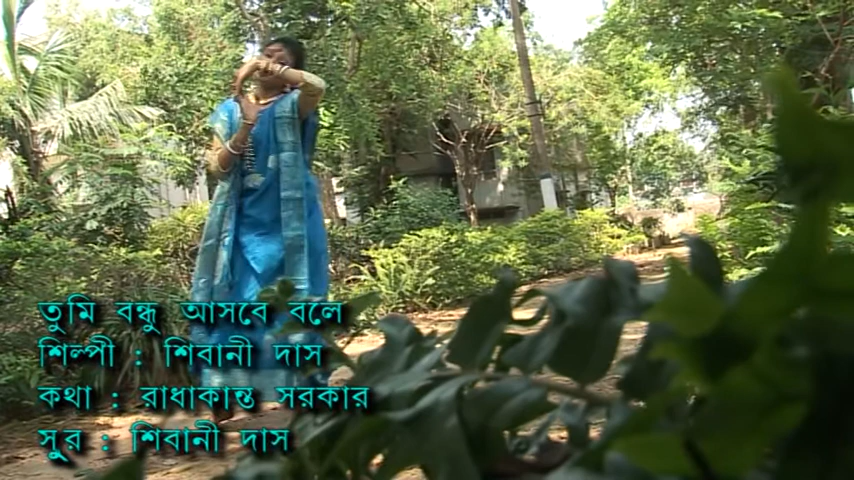 তুমি বন্ধু আসবে বলে
শিল্পী : শিবানী দাস
কথা : রাধাকান্ত সরকার
সুর : শিবানী দাস